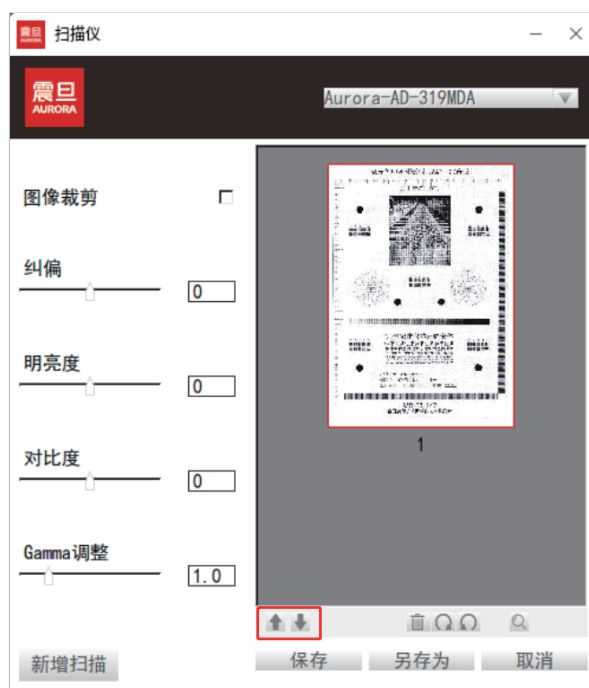 震旦
AURORA
扫描仪
震旦
AURORA
Aurora-AD-319MDA
图像裁剪
纠偏
0
明亮度
0
对比度
0
Gamma调整
1.0
1
新增扫描
保存
另存为
取消